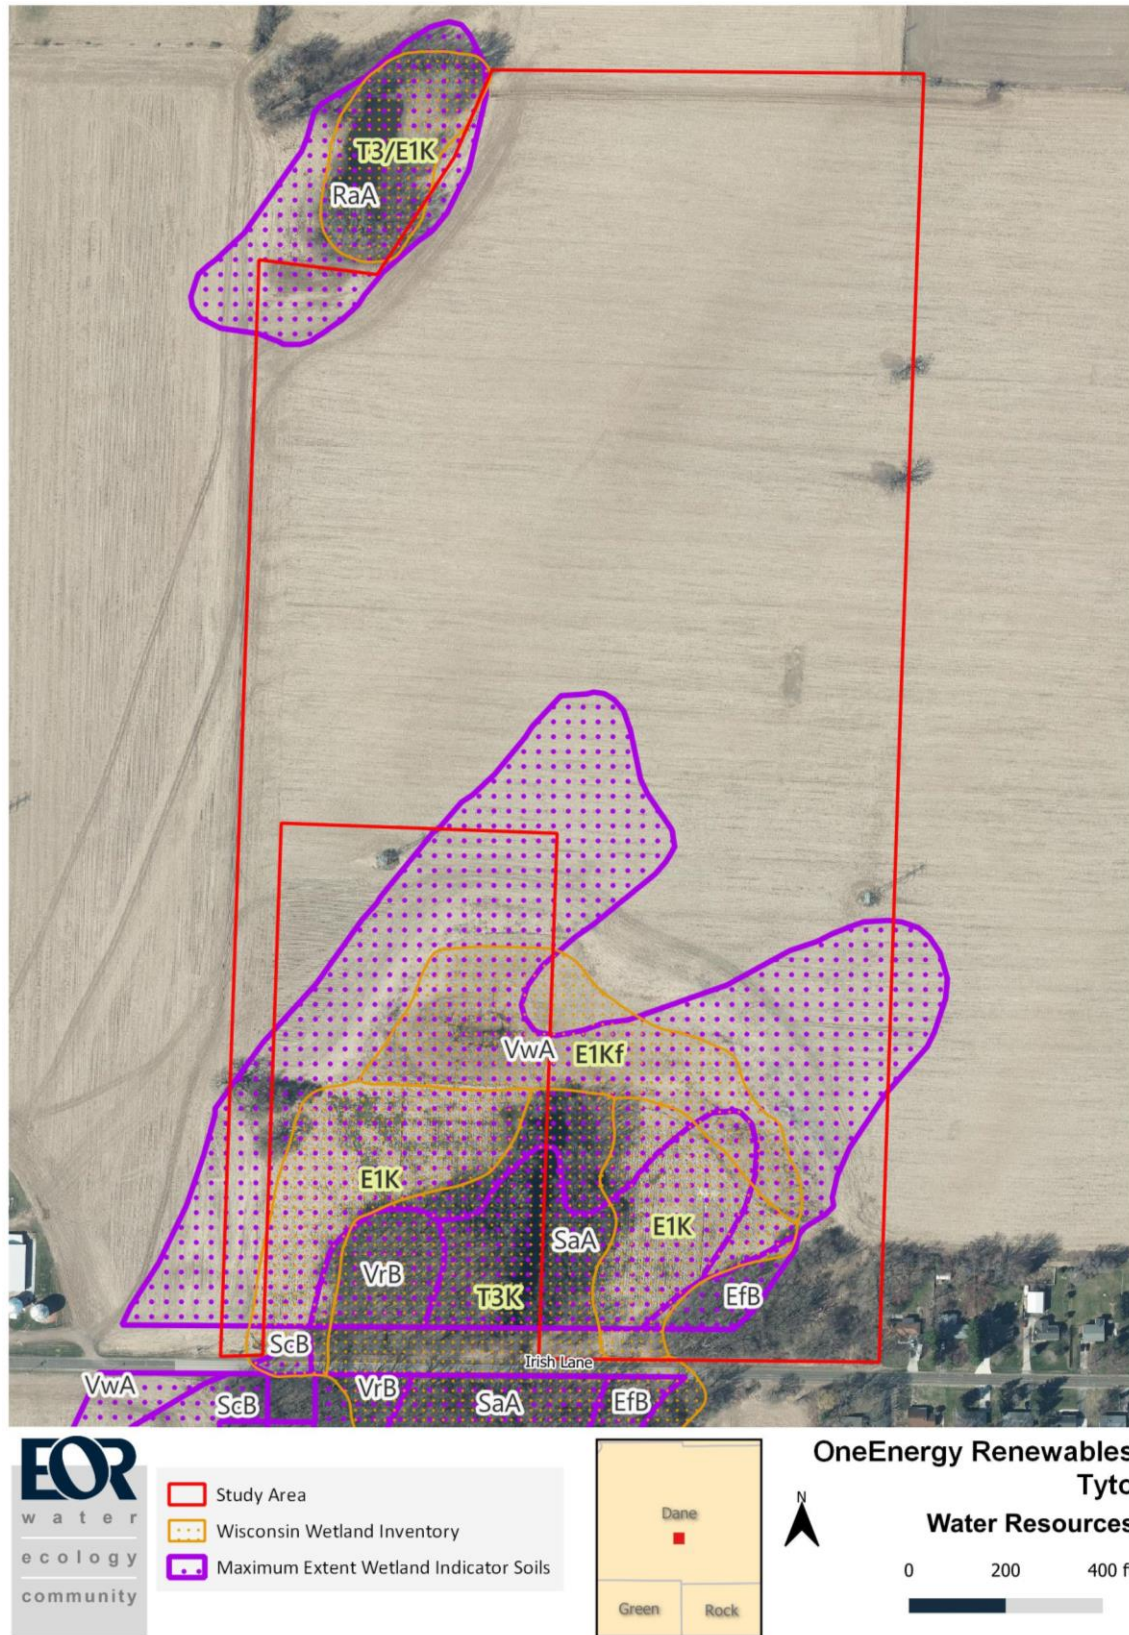 T3/E1K
RaA
VwA
E1Kf
E1K
E1K
SaA
VrB
T3K
EfB
ScB
Irish Lane
VwA
ScB
VrB
SaA
EfB
EOR
water
ecology
community
Study Area
Wisconsin Wetland Inventory
Maximum Extent Wetland Indicator Soils
Dane
Green
Rock
N
OneEnergy Renewables
Tyto
Water Resources
0 200 400 f